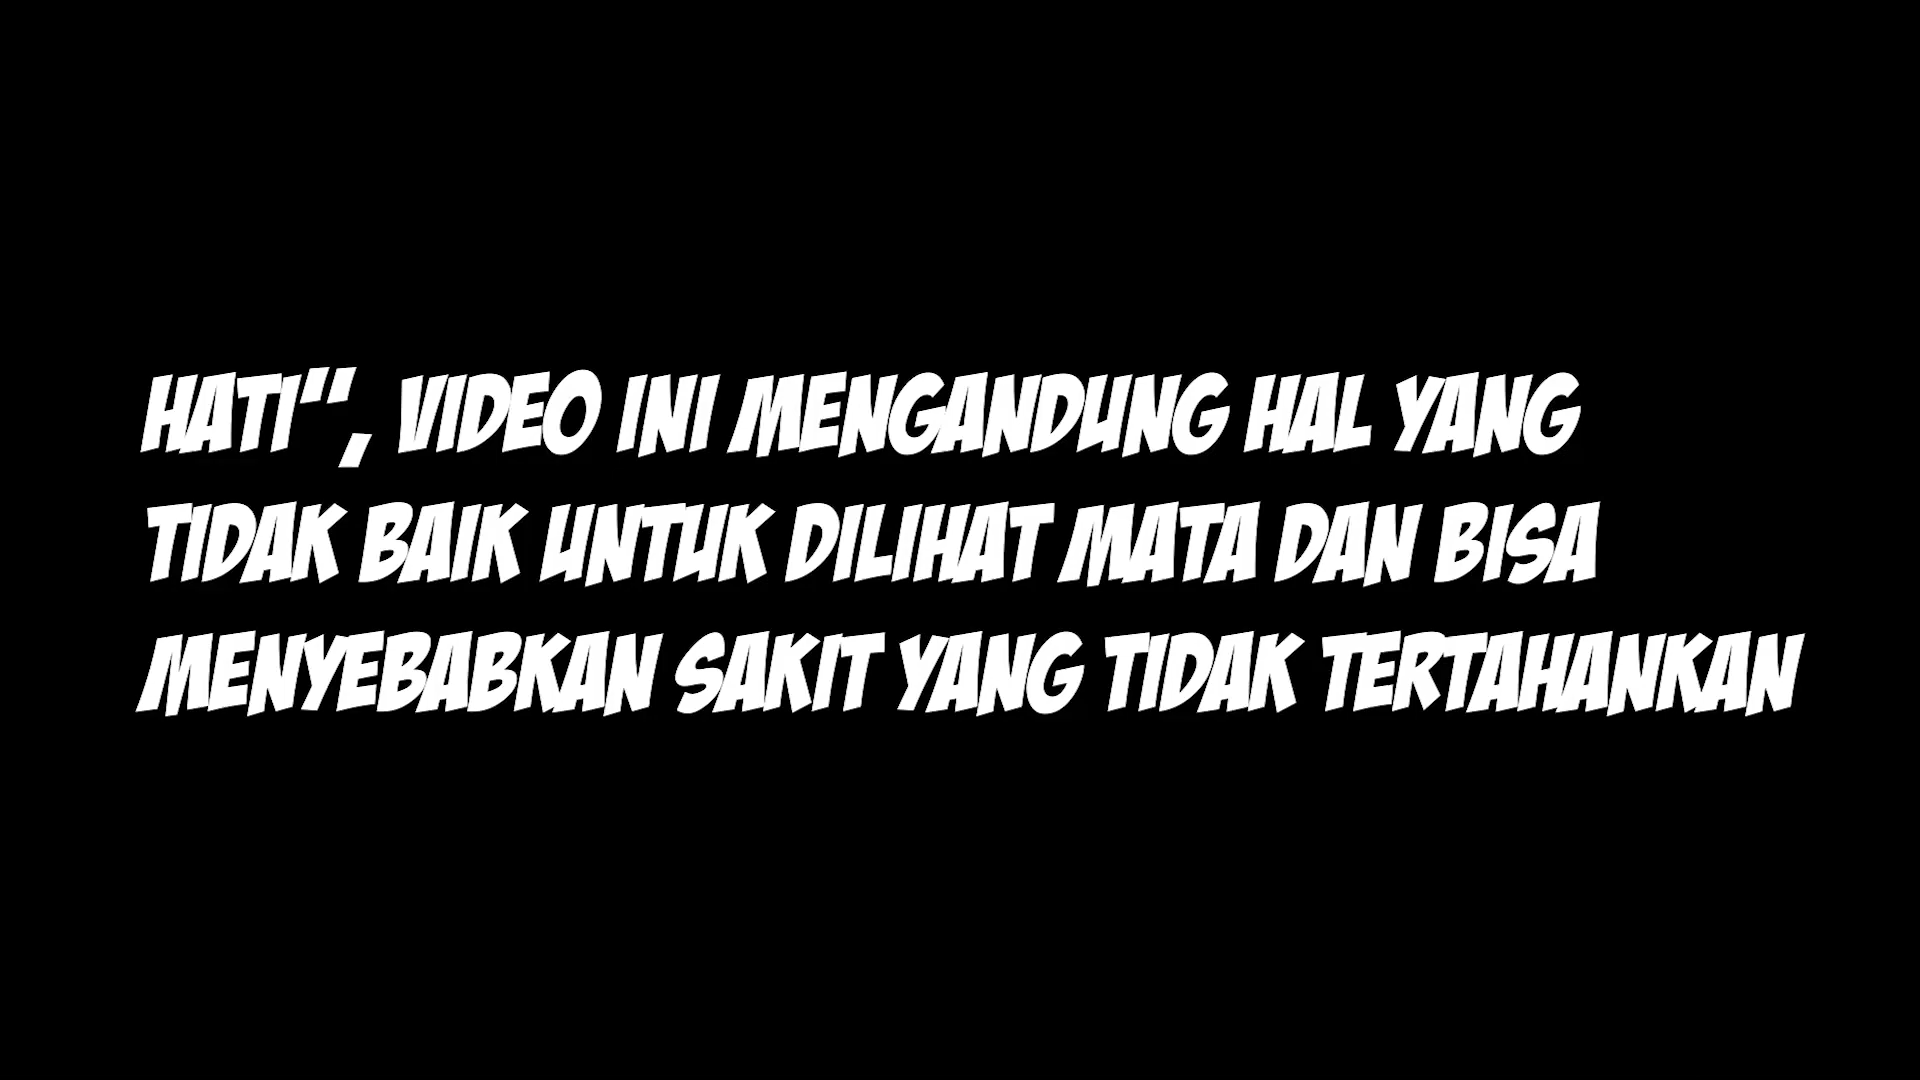 HATI", VIDEO INI MENGANDUNG HAL YANG
TIDAK BAIK UNTUK DILIHAT MATA DAN BISA
MENYEBABKAN SAKIT YANG TIDAK TERTAHANKAN